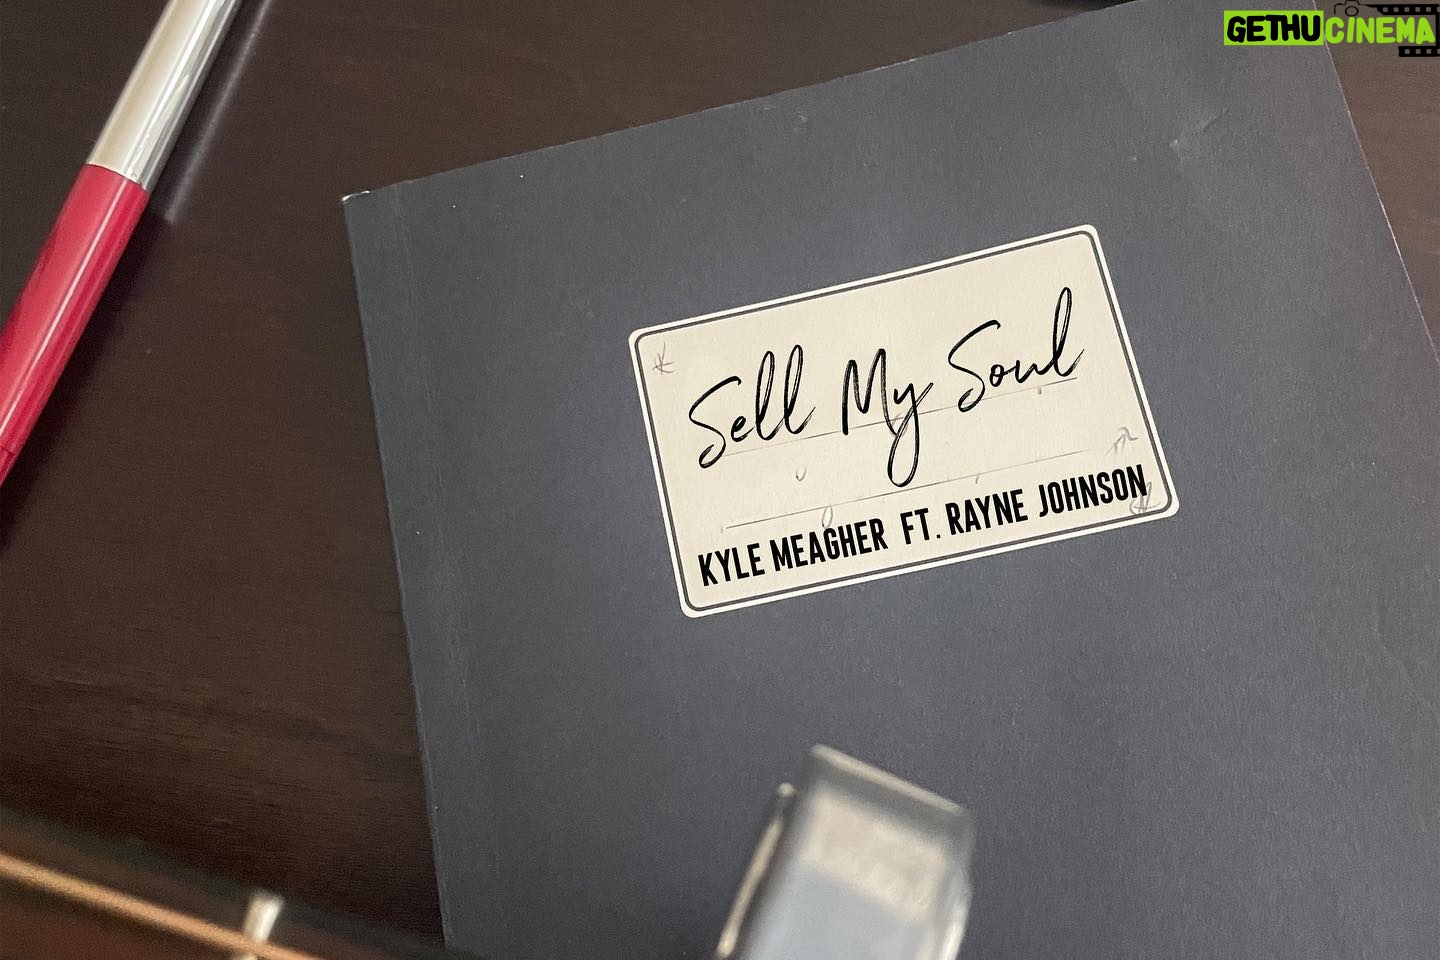 GETHUCINEMA
Sell My Soul
KYLE MEAGHER FT. RAYNE JOHNSON